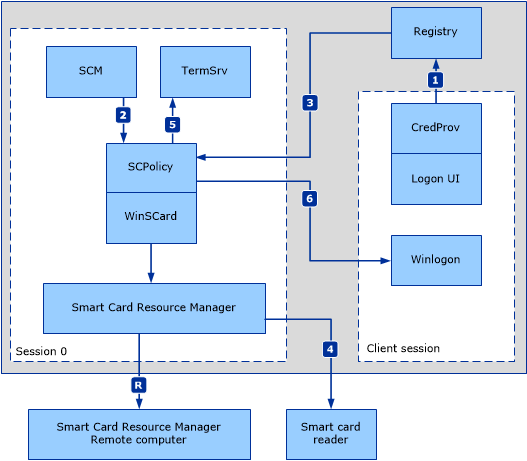 Registry
SCM
TermSrv
1
2
5
3
CredProv
Logon UI
SCPolicy
WinSCard
6
Winlogon
Smart Card Resource Manager
4
Session 0
Client session
R
Smart Card Resource Manager
Remote computer
Smart card
reader